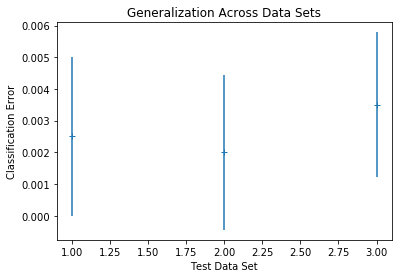 Generalization Across Data Sets
0.006
0.005
0.004
0.003
0.002
0.001
0.000
Classification Error
1.00 1.25 1.50 1.75 2.00 2.25 2.50 2.75 3.00
Test Data Set